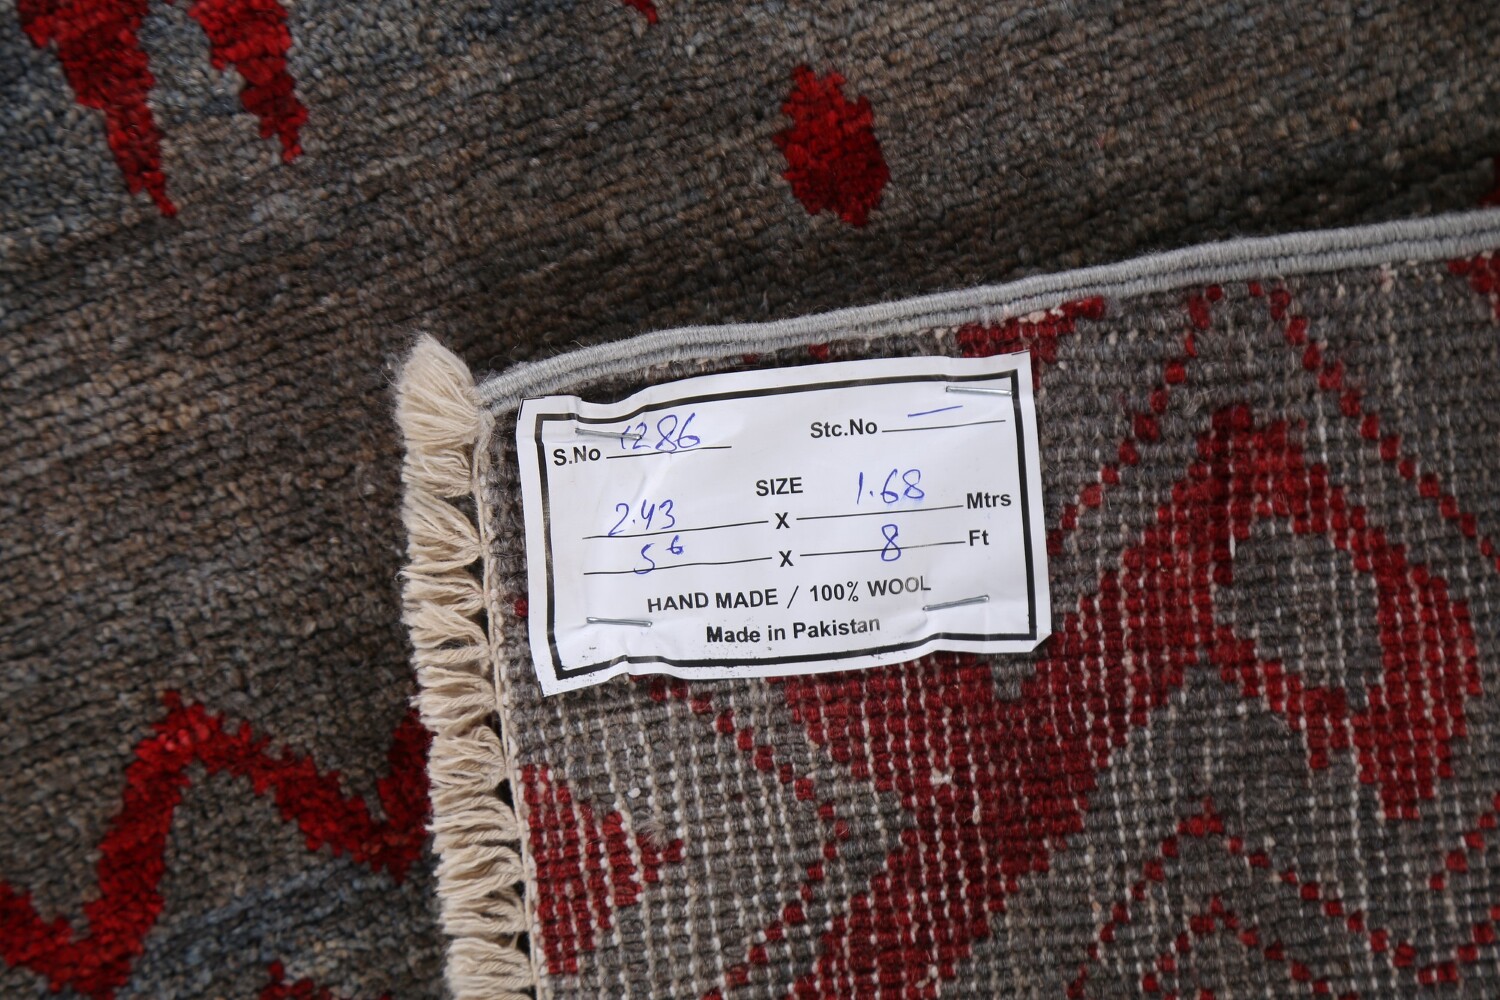 S.No 1286 Stc.No —
SIZE
2.43 X 1.68 Mtrs
5 6 X 8 Ft
HAND MADE / 100% WOOL
Made in Pakistan